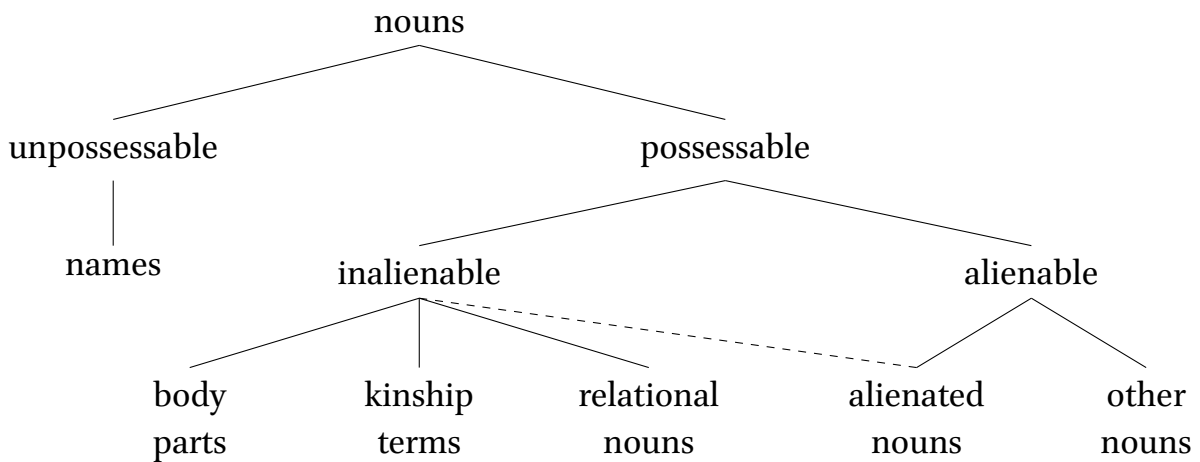 nouns
unpossessable possessable
names
inalienable alienable
body kinship relational alienated other
parts terms nouns nouns nouns